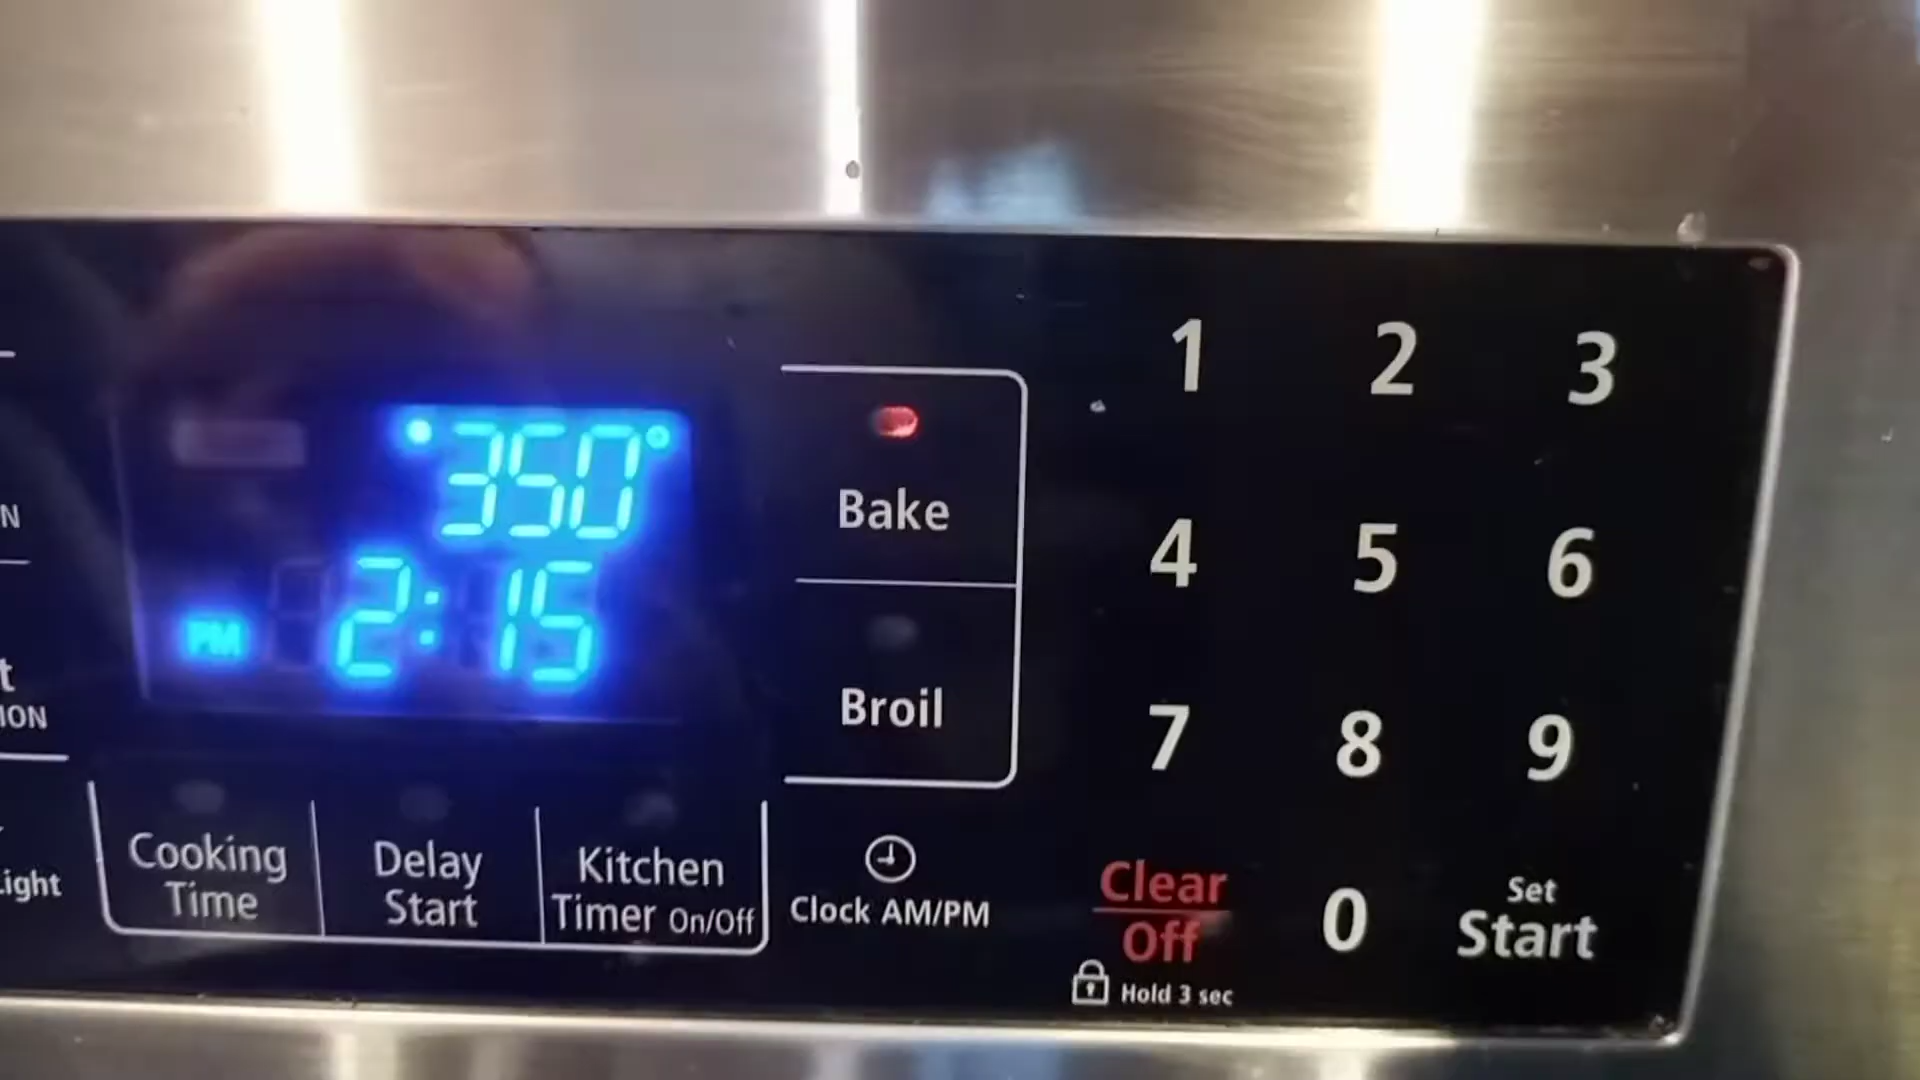 350°
PM 2:15
Bake
Broil
1 2 3
4 5 6
7 8 9
0
Cooking
Time
Delay
Start
Kitchen
Timer On/Off
Clock AM/PM
Clear
Off
Hold 3 sec
Set
Start